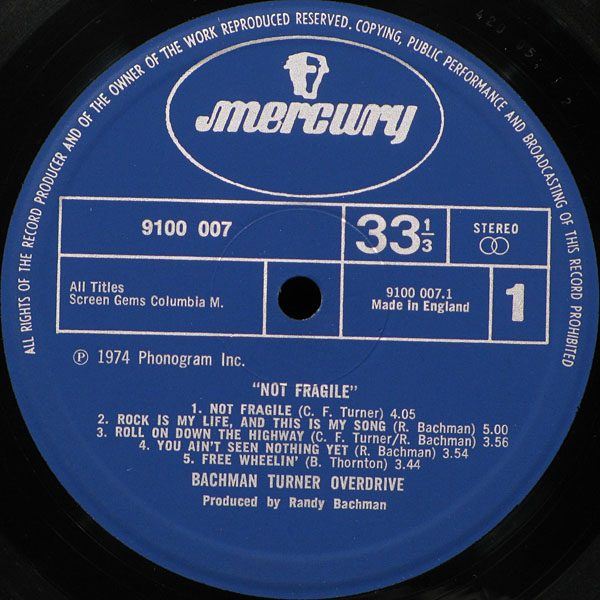 ALL RIGHTS OF THE RECORD PRODUCER AND OF THE OWNER OF THE WORK REPRODUCED RESERVED. COPYING, PUBLIC PERFORMANCE AND BROADCASTING OF THIS RECORD PROHIBITED
mercury
9100 007
33 1/3
STEREO
All Titles
Screen Gems Columbia M.
9100 007.1
Made in England
1
℗ 1974 Phonogram Inc.
"NOT FRAGILE"
1. NOT FRAGILE (C. F. Turner) 4.05
2. ROCK IS MY LIFE, AND THIS IS MY SONG (R. Bachman) 5.00
3. ROLL ON DOWN THE HIGHWAY (C. F. Turner/R. Bachman) 3.56
4. YOU AIN'T SEEN NOTHING YET (R. Bachman) 3.54
5. FREE WHEELIN' (B. Thornton) 3.44
BACHMAN TURNER OVERDRIVE
Produced by Randy Bachman